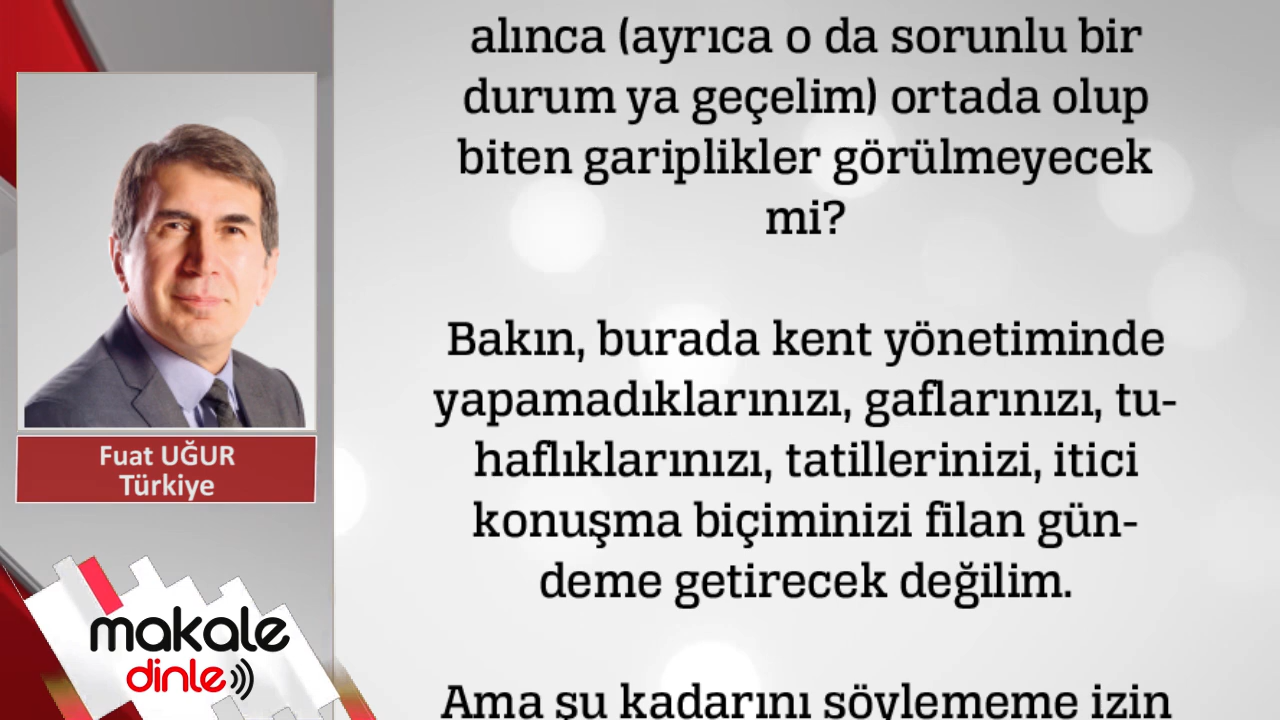 alınca (ayrıca o da sorunlu bir
durum ya geçelim) ortada olup
biten gariplikler görülmeyecek
mi?
Bakın, burada kent yönetiminde
yapamadıklarınızı, gaflarınızı, tu-
haflıklarınızı, tatillerinizi, itici
konuşma biçiminizi filan gün-
deme getirecek değilim.
Ama şu kadarını söylememe izin
Fuat UĞUR
Türkiye
makale
dinle